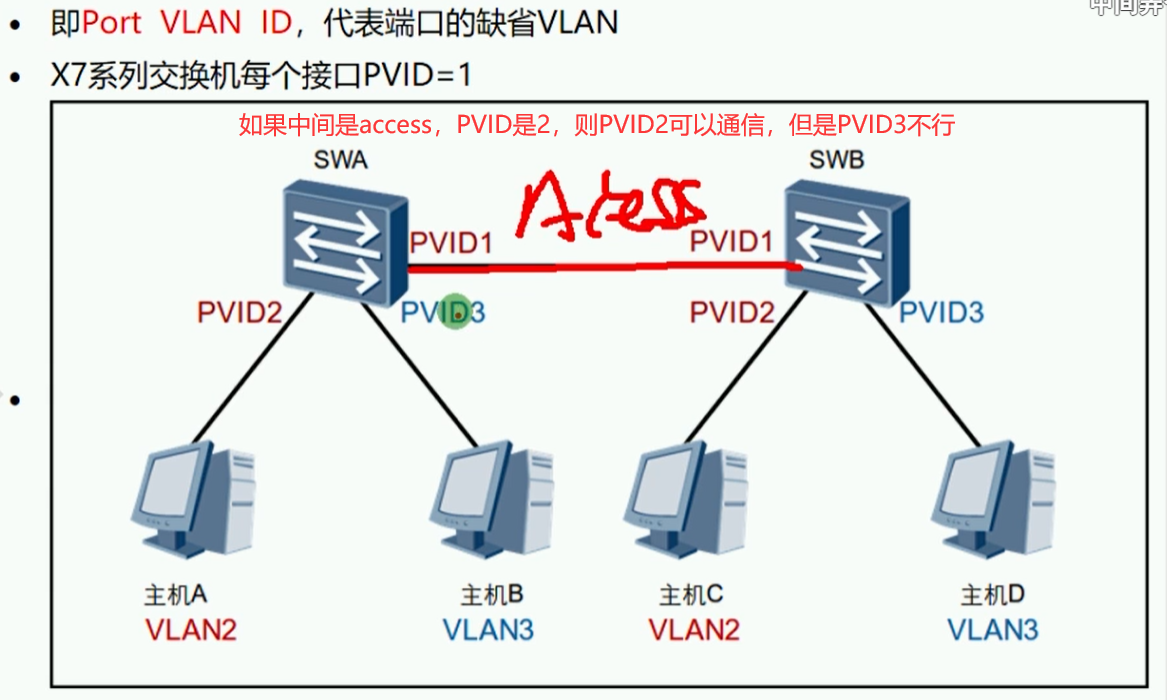 中间弄
• 即Port VLAN ID，代表端口的缺省VLAN
• X7系列交换机每个接口PVID=1
如果中间是access，PVID是2，则PVID2可以通信，但是PVID3不行
SWA SWB
Acess
PVID1 PVID1
PVID2 PVID3 PVID2 PVID3
•
主机A 主机B 主机C 主机D
VLAN2 VLAN3 VLAN2 VLAN3